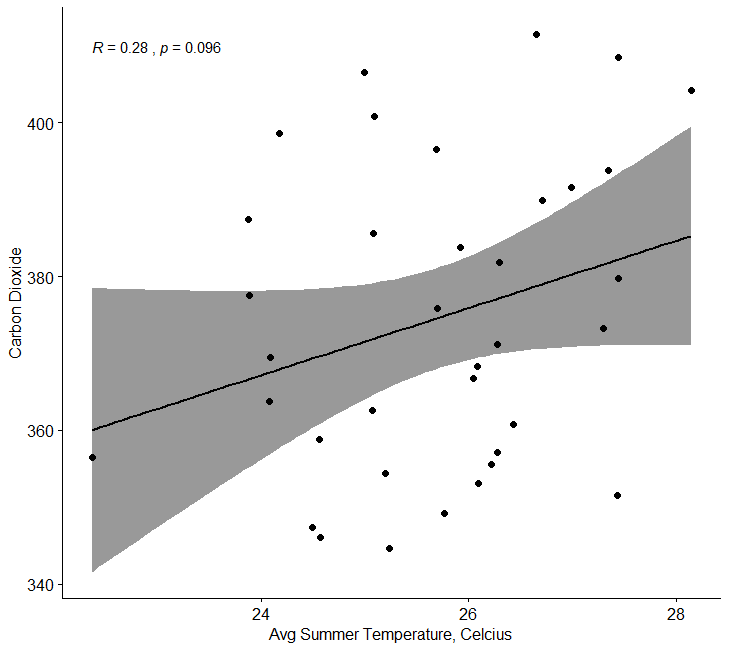 R = 0.28 , p = 0.096
400
380
360
340
Carbon Dioxide
24 26 28
Avg Summer Temperature, Celcius